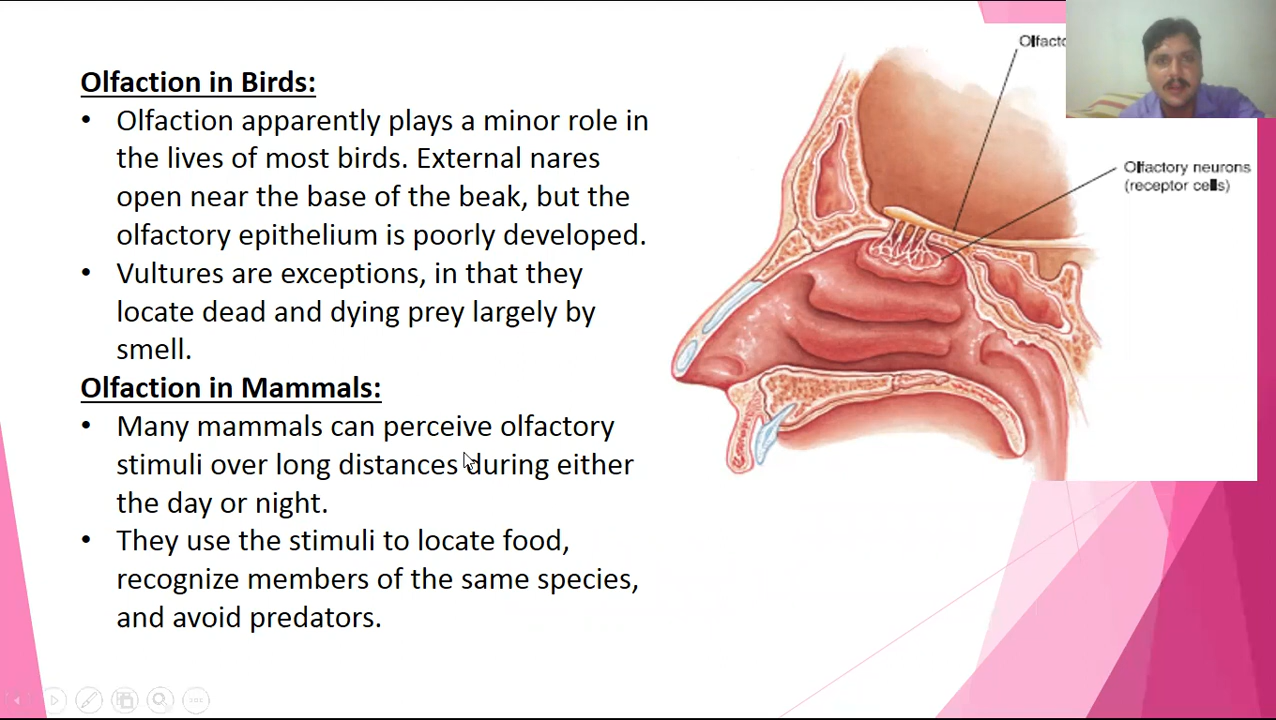 Olfaction in Birds:
• Olfaction apparently plays a minor role in
the lives of most birds. External nares
open near the base of the beak, but the
olfactory epithelium is poorly developed.
• Vultures are exceptions, in that they
locate dead and dying prey largely by
smell.
Olfaction in Mammals:
• Many mammals can perceive olfactory
stimuli over long distances during either
the day or night.
• They use the stimuli to locate food,
recognize members of the same species,
and avoid predators.
Olfactory neurons
(receptor cells)